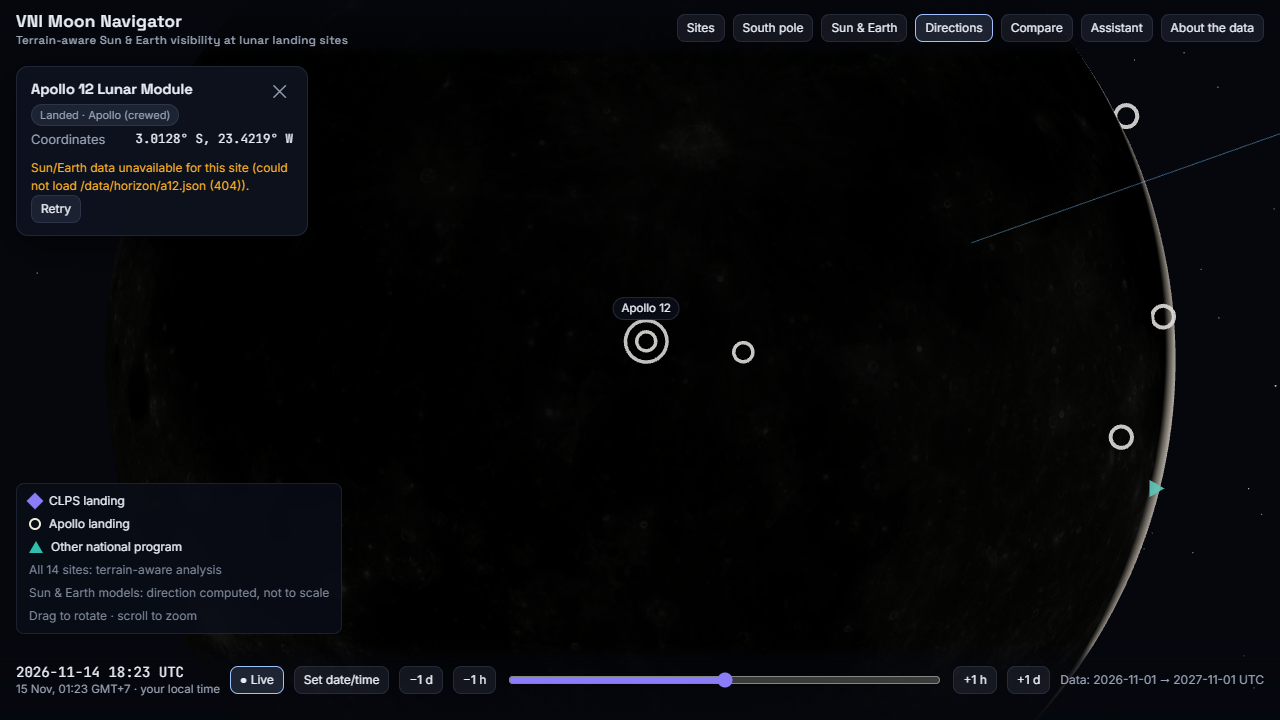 VNI Moon Navigator
Terrain-aware Sun & Earth visibility at lunar landing sites
Sites
South pole
Sun & Earth
Directions
Compare
Assistant
About the data
Apollo 12 Lunar Module
Landed · Apollo (crewed)
Coordinates 3.0128° S, 23.4219° W
Sun/Earth data unavailable for this site (could
not load /data/horizon/a12.json (404)).
Retry
Apollo 12
CLPS landing
Apollo landing
Other national program
All 14 sites: terrain-aware analysis
Sun & Earth models: direction computed, not to scale
Drag to rotate · scroll to zoom
2026-11-14 18:23 UTC
15 Nov, 01:23 GMT+7 · your local time
● Live
Set date/time
−1 d
−1 h
+1 h
+1 d
Data: 2026-11-01 → 2027-11-01 UTC